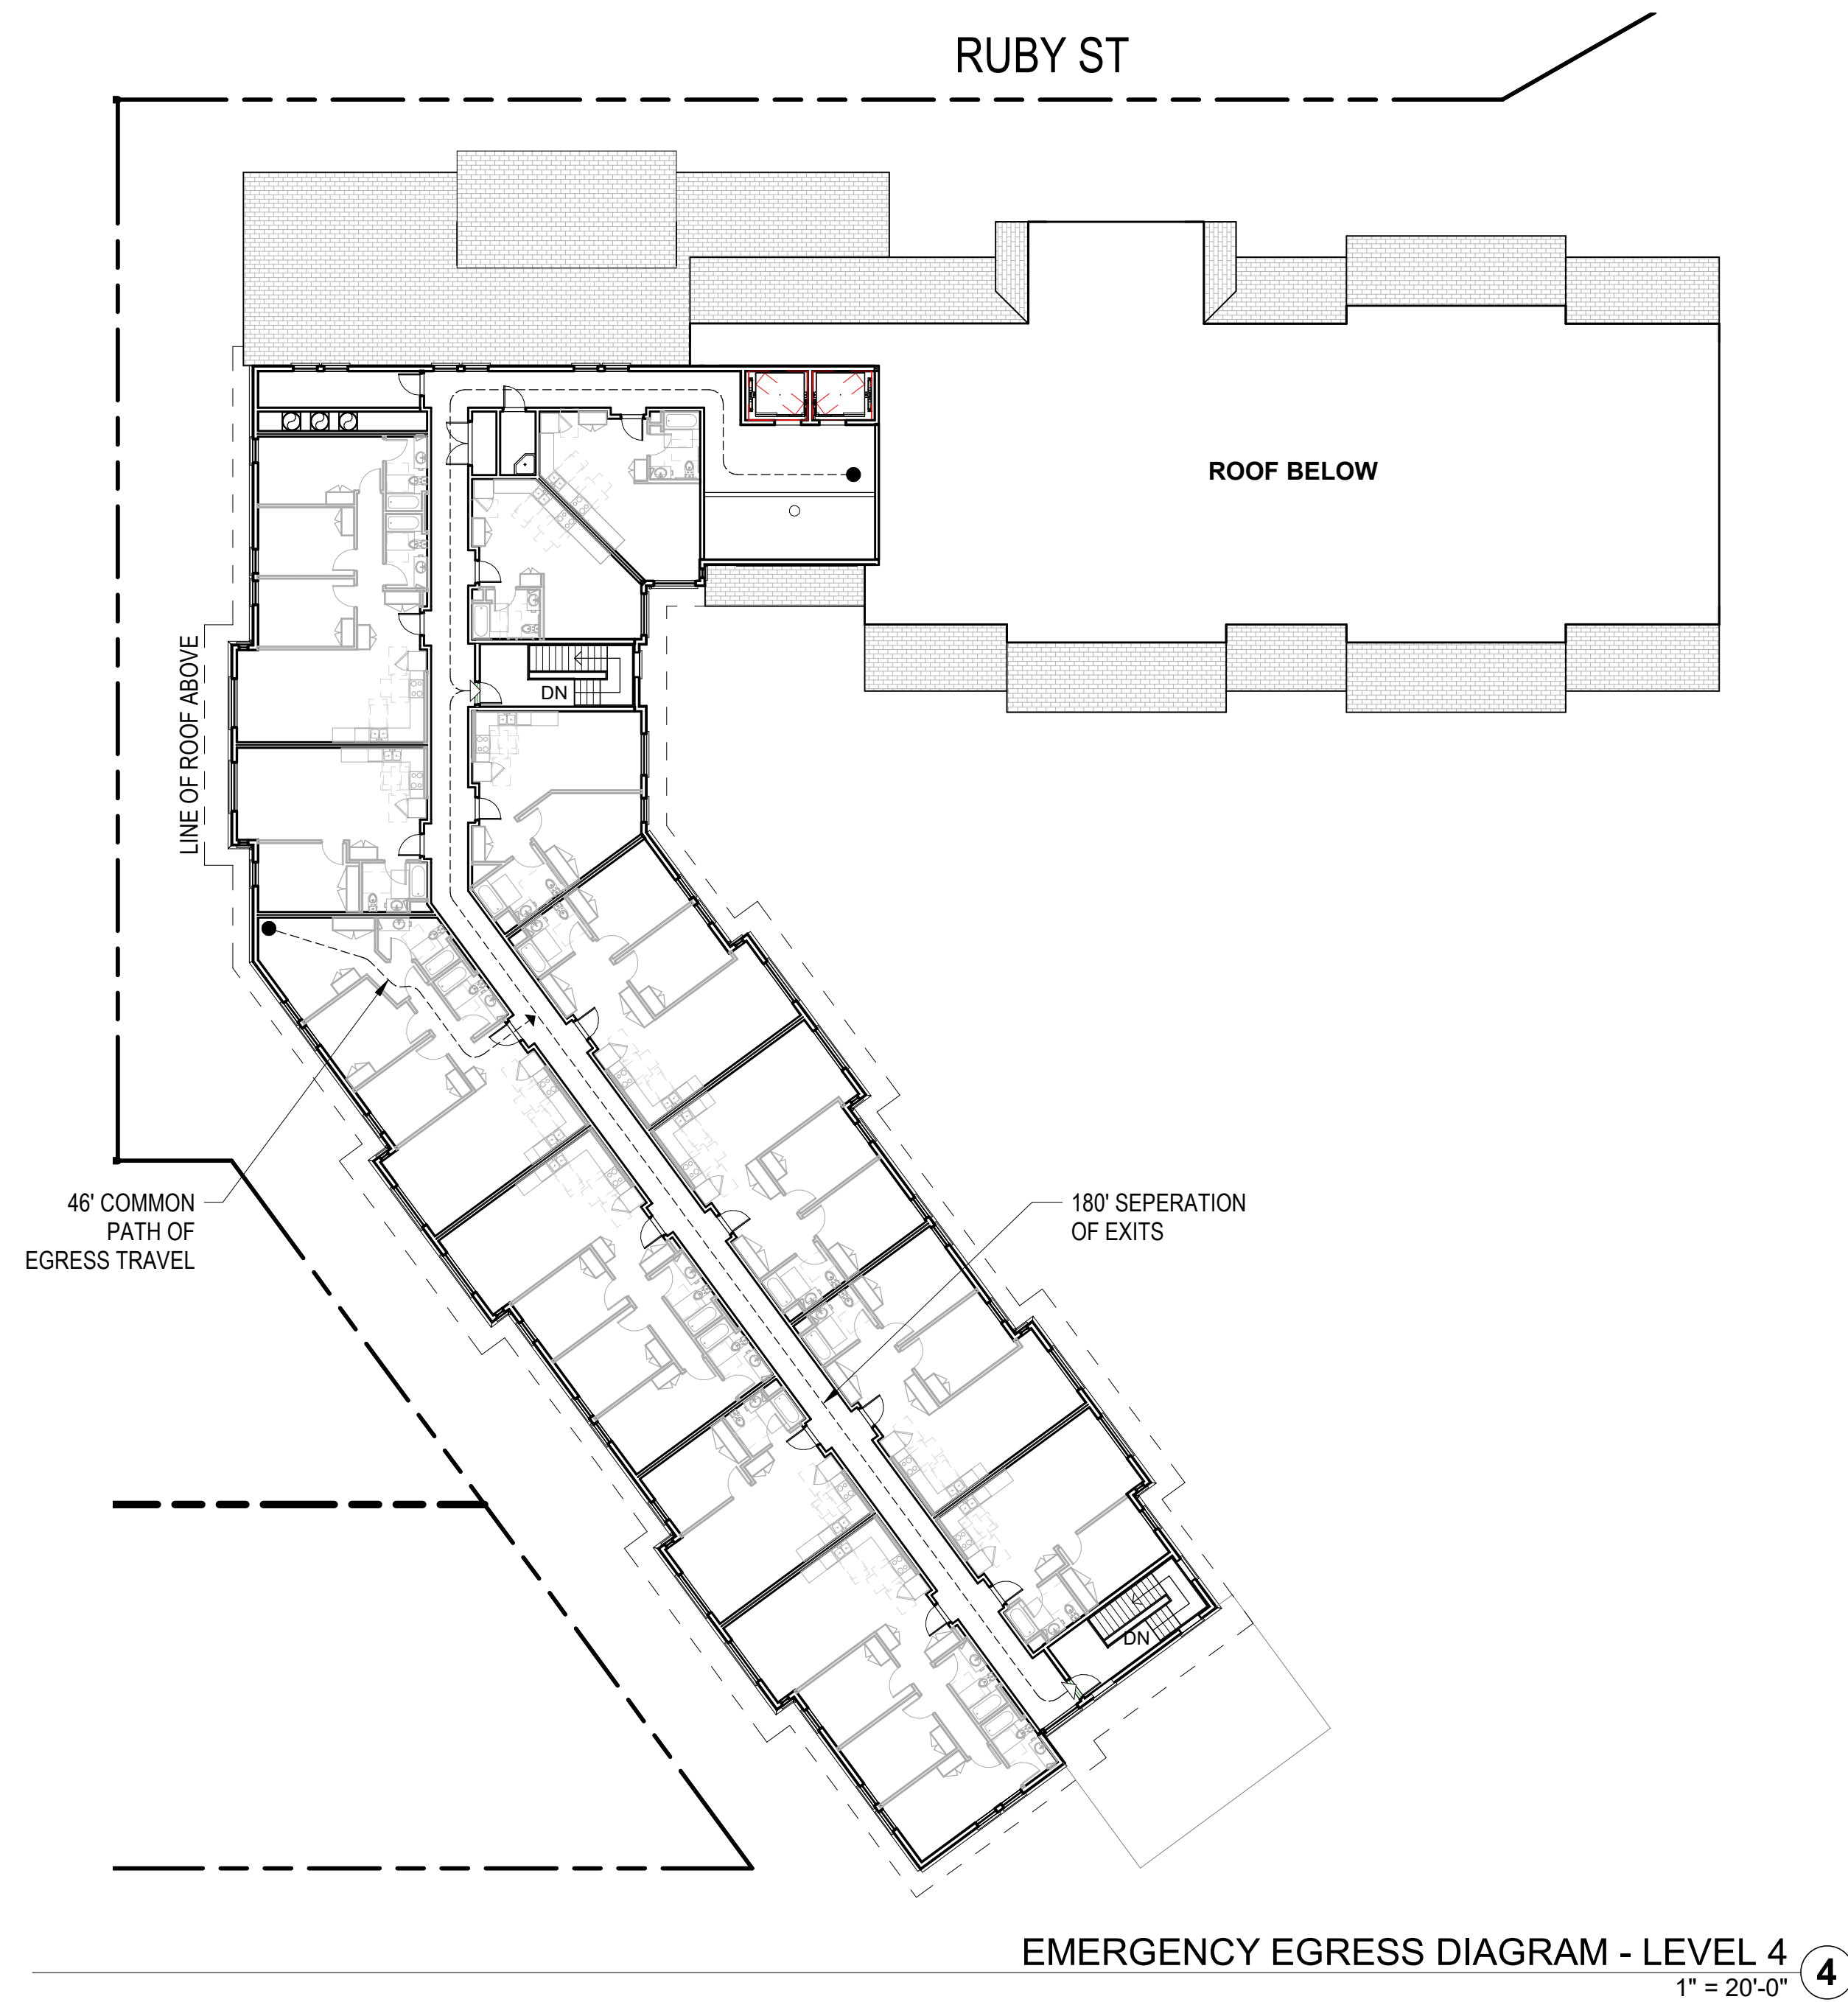 RUBY ST
ROOF BELOW
LINE OF ROOF ABOVE
DN
46' COMMON
PATH OF
EGRESS TRAVEL
180' SEPERATION
OF EXITS
DN
EMERGENCY EGRESS DIAGRAM - LEVEL 4
1" = 20'-0"
4